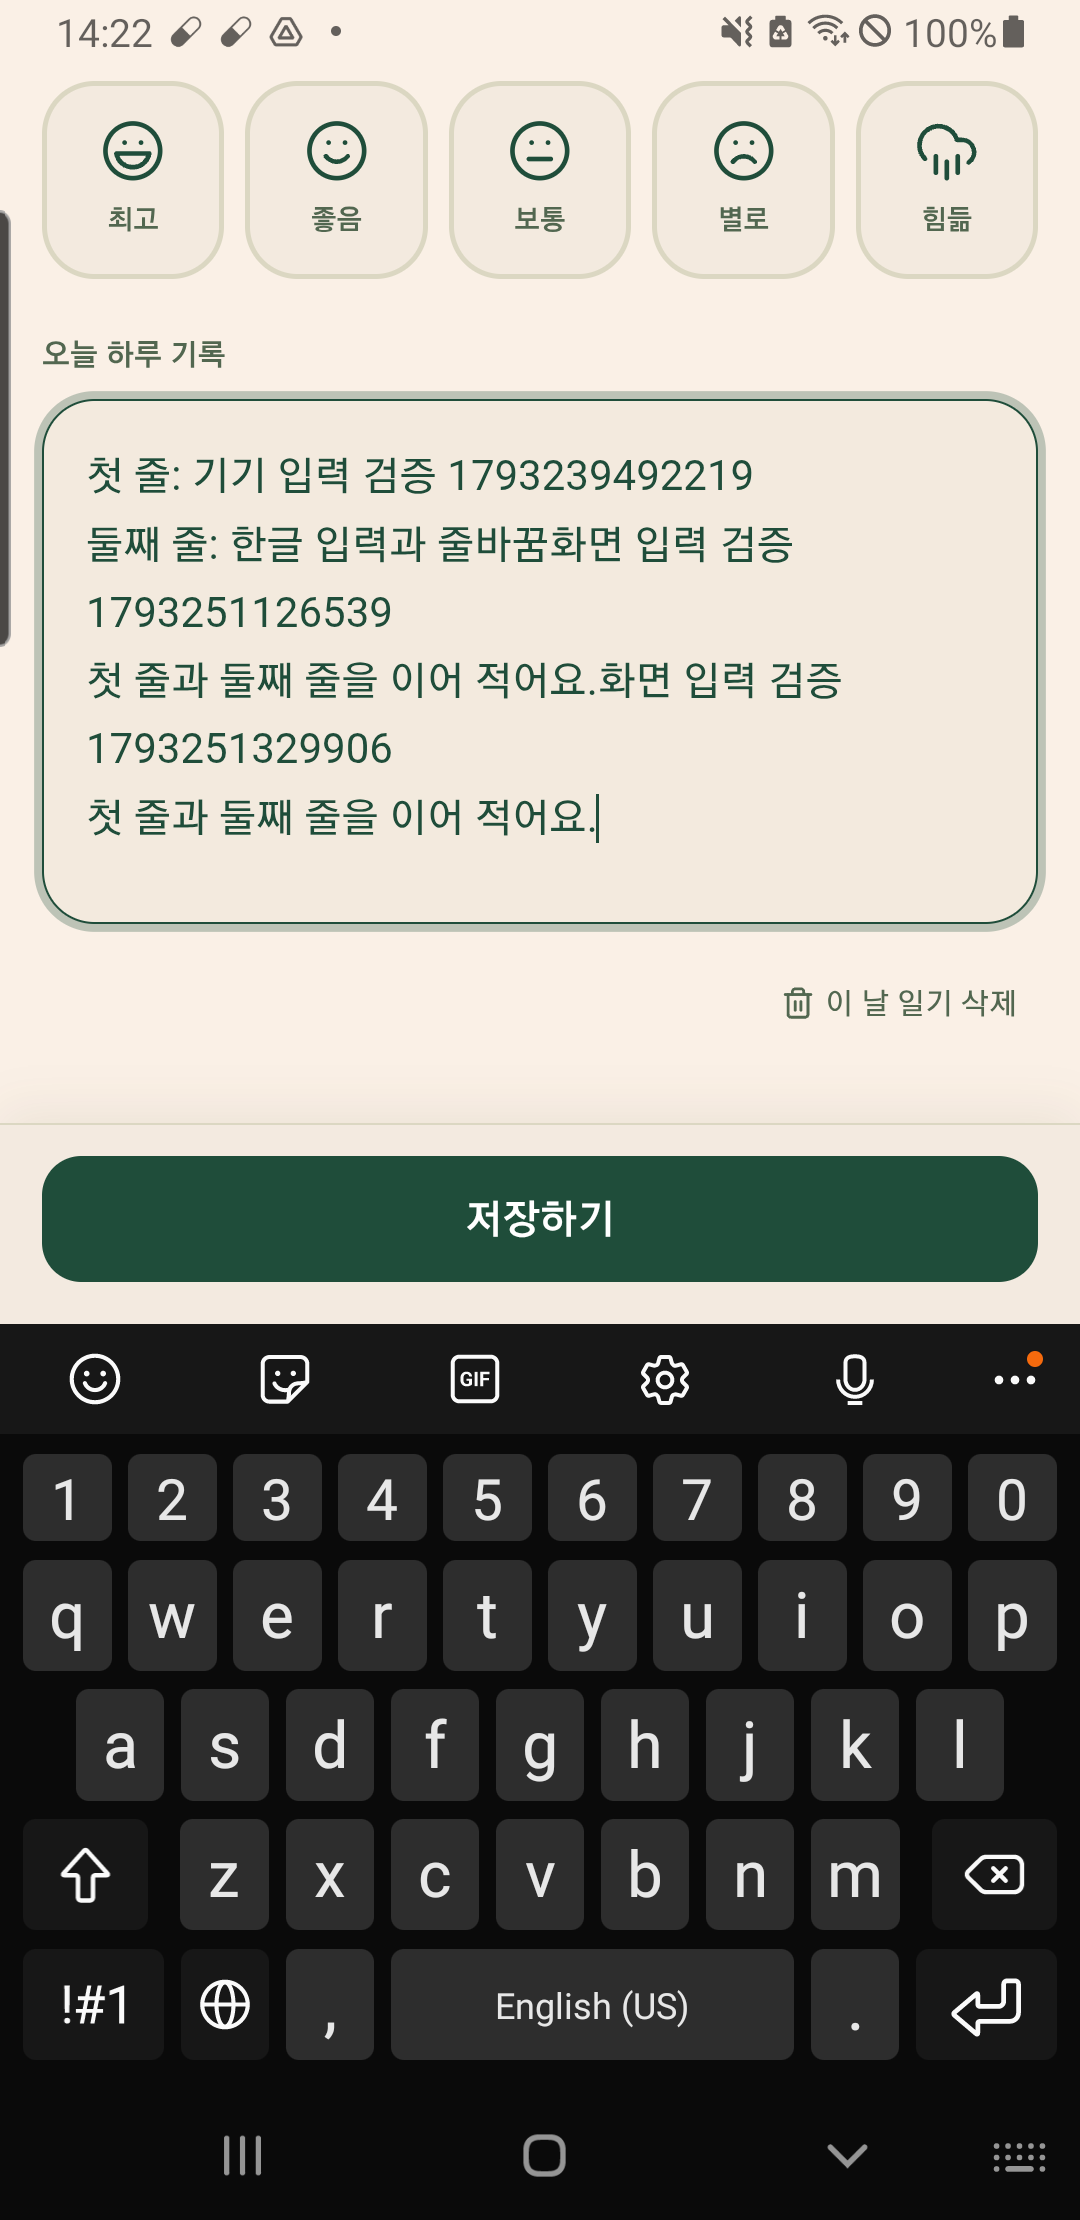 14:22
100%
최고 좋음 보통 별로 힘듦
오늘 하루 기록
첫 줄: 기기 입력 검증 1793239492219
둘째 줄: 한글 입력과 줄바꿈화면 입력 검증
1793251126539
첫 줄과 둘째 줄을 이어 적어요.화면 입력 검증
1793251329906
첫 줄과 둘째 줄을 이어 적어요.
이 날 일기 삭제
저장하기
GIF
1 2 3 4 5 6 7 8 9 0
q w e r t y u i o p
a s d f g h j k l
z x c v b n m
!#1 , English (US) .